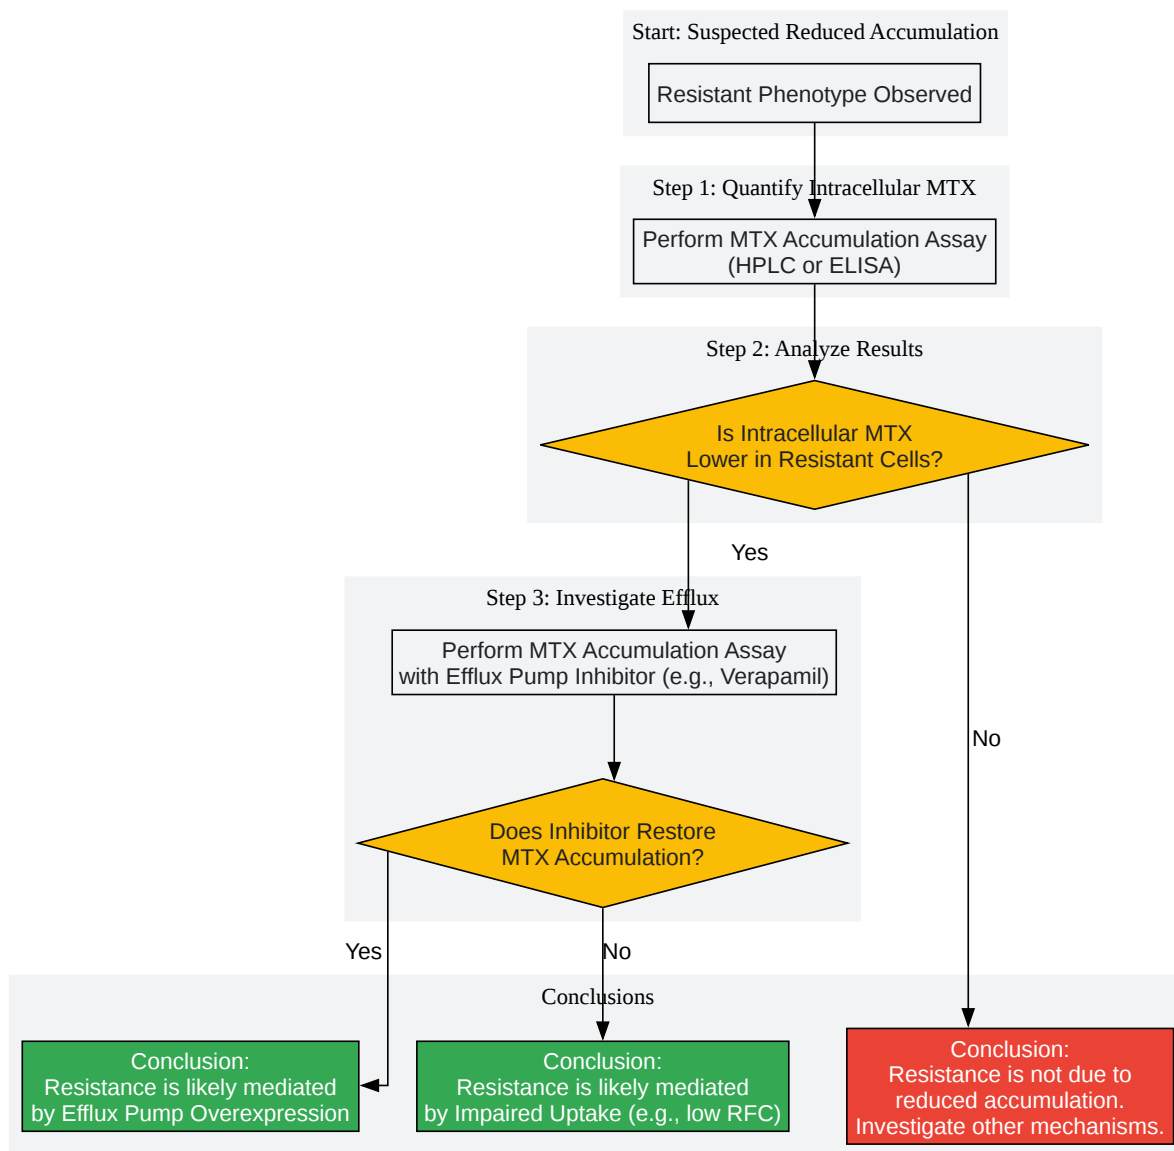 Start: Suspected Reduced Accumulation
Resistant Phenotype Observed
Step 1: Quantify Intracellular MTX
Perform MTX Accumulation Assay
(HPLC or ELISA)
Step 2: Analyze Results
Is Intracellular MTX
Lower in Resistant Cells?
Yes
Step 3: Investigate Efflux
Perform MTX Accumulation Assay
with Efflux Pump Inhibitor (e.g., Verapamil)
No
Does Inhibitor Restore
MTX Accumulation?
Yes
No
Conclusions
Conclusion:
Resistance is likely mediated
by Efflux Pump Overexpression
Conclusion:
Resistance is likely mediated
by Impaired Uptake (e.g., low RFC)
Conclusion:
Resistance is not due to
reduced accumulation.
Investigate other mechanisms.